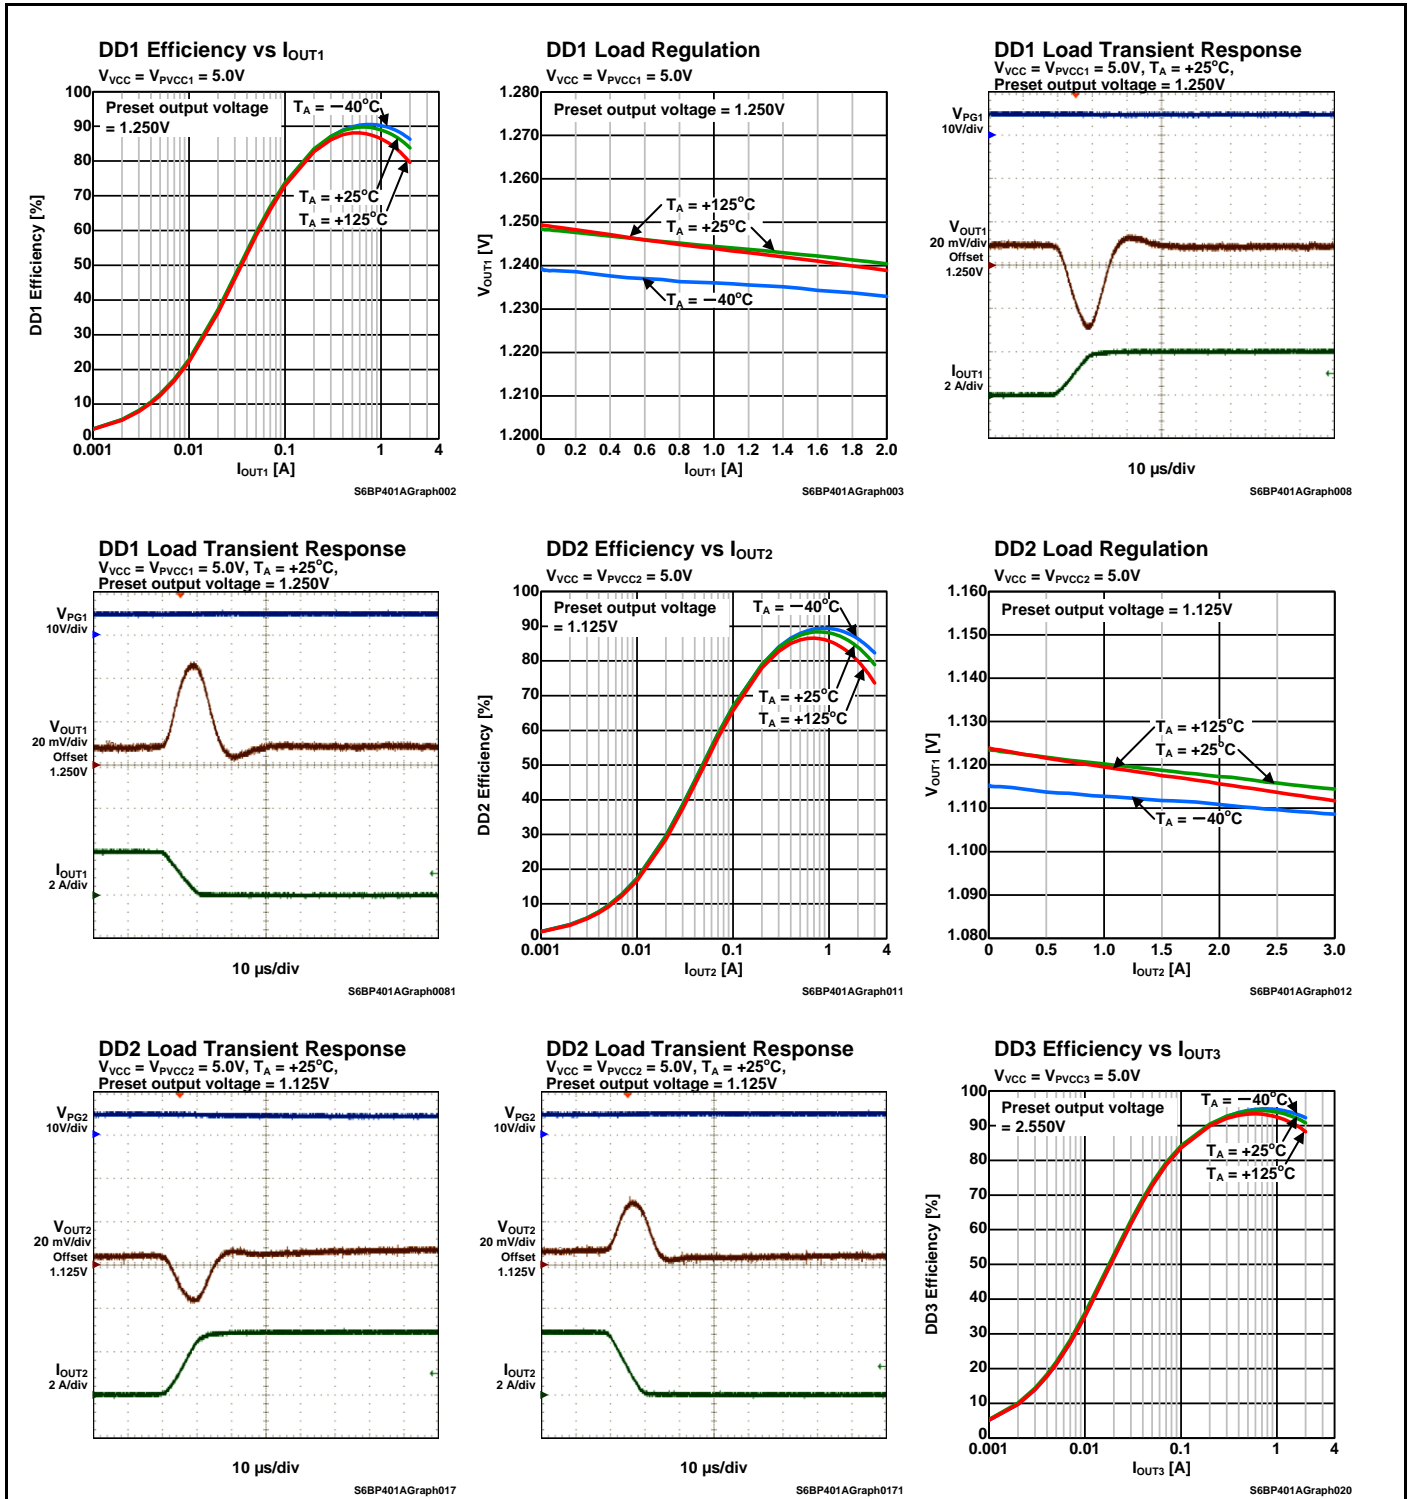 DD1 Efficiency vs IOUT1
VVCC = VPVCC1 = 5.0V
Preset output voltage
= 1.250V
TA = −40°C
TA = +25°C
TA = +125°C
DD1 Efficiency [%]
100
90
80
70
60
50
40
30
20
10
0
0.001 0.01 0.1 1 4
IOUT1 [A]
S6BP401AGraph002
DD1 Load Regulation
VVCC = VPVCC1 = 5.0V
Preset output voltage = 1.250V
TA = +125°C
TA = +25°C
TA = −40°C
VOUT1 [V]
1.280
1.270
1.260
1.250
1.240
1.230
1.220
1.210
1.200
0 0.2 0.4 0.6 0.8 1.0 1.2 1.4 1.6 1.8 2.0
IOUT1 [A]
S6BP401AGraph003
DD1 Load Transient Response
VVCC = VPVCC1 = 5.0V, TA = +25°C,
Preset output voltage = 1.250V
VPG1
10V/div
VOUT1
20 mV/div
Offset
1.250V
IOUT1
2 A/div
10 µs/div
S6BP401AGraph008
DD1 Load Transient Response
VVCC = VPVCC1 = 5.0V, TA = +25°C,
Preset output voltage = 1.250V
VPG1
10V/div
VOUT1
20 mV/div
Offset
1.250V
IOUT1
2 A/div
10 µs/div
S6BP401AGraph0081
DD2 Efficiency vs IOUT2
VVCC = VPVCC2 = 5.0V
Preset output voltage
= 1.125V
TA = −40°C
TA = +25°C
TA = +125°C
DD2 Efficiency [%]
100
90
80
70
60
50
40
30
20
10
0
0.001 0.01 0.1 1 4
IOUT2 [A]
S6BP401AGraph011
DD2 Load Regulation
VVCC = VPVCC2 = 5.0V
Preset output voltage = 1.125V
TA = +125°C
TA = +25°C
TA = −40°C
VOUT1 [V]
1.160
1.150
1.140
1.130
1.120
1.110
1.100
1.090
1.080
0 0.5 1.0 1.5 2.0 2.5 3.0
IOUT2 [A]
S6BP401AGraph012
DD2 Load Transient Response
VVCC = VPVCC2 = 5.0V, TA = +25°C,
Preset output voltage = 1.125V
VPG2
10V/div
VOUT2
20 mV/div
Offset
1.125V
IOUT2
2 A/div
10 µs/div
S6BP401AGraph017
DD2 Load Transient Response
VVCC = VPVCC2 = 5.0V, TA = +25°C,
Preset output voltage = 1.125V
VPG2
10V/div
VOUT2
20 mV/div
Offset
1.125V
IOUT2
2 A/div
10 µs/div
S6BP401AGraph0171
DD3 Efficiency vs IOUT3
VVCC = VPVCC3 = 5.0V
Preset output voltage
= 2.550V
TA = −40°C
TA = +25°C
TA = +125°C
DD3 Efficiency [%]
100
90
80
70
60
50
40
30
20
10
0
0.001 0.01 0.1 1 4
IOUT3 [A]
S6BP401AGraph020